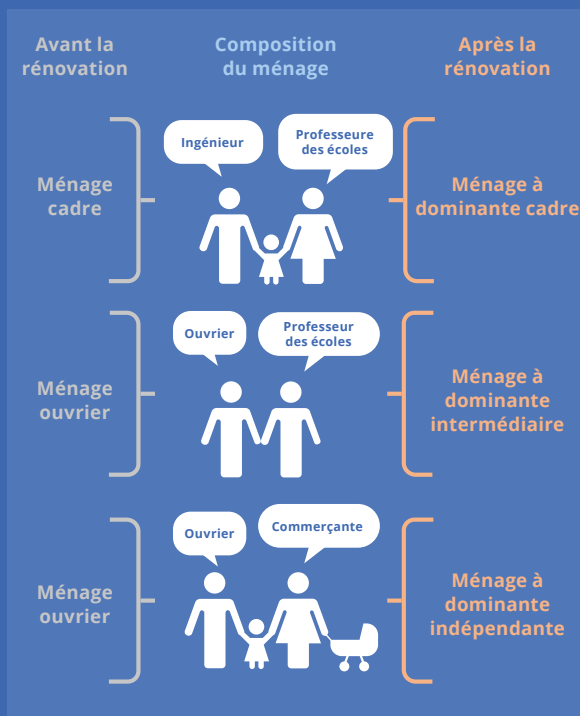 Avant la
rénovation
Composition
du ménage
Après la
rénovation
Ménage
cadre
Ingénieur
Professeure
des écoles
Ménage à
dominante cadre
Ménage
ouvrier
Ouvrier
Professeur
des écoles
Ménage à
dominante
intermédiaire
Ménage
ouvrier
Ouvrier
Commerçante
Ménage à
dominante
indépendante